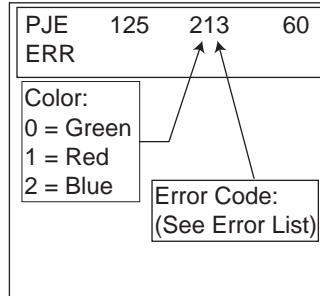 PJE 125 213 60
ERR
Color:
0 = Green
1 = Red
2 = Blue
Error Code:
(See Error List)